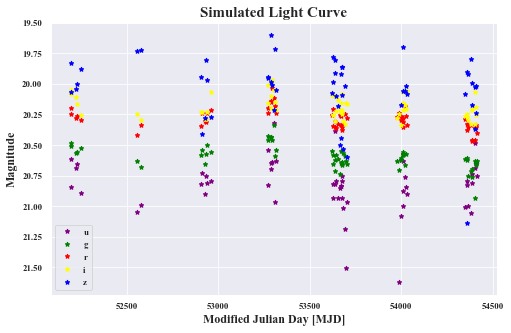 Simulated Light Curve
19.50
19.75
20.00
20.25
20.50
20.75
21.00
21.25
21.50
Magnitude
u
g
r
i
z
52500
53000
53500
54000
54500
Modified Julian Day [MJD]